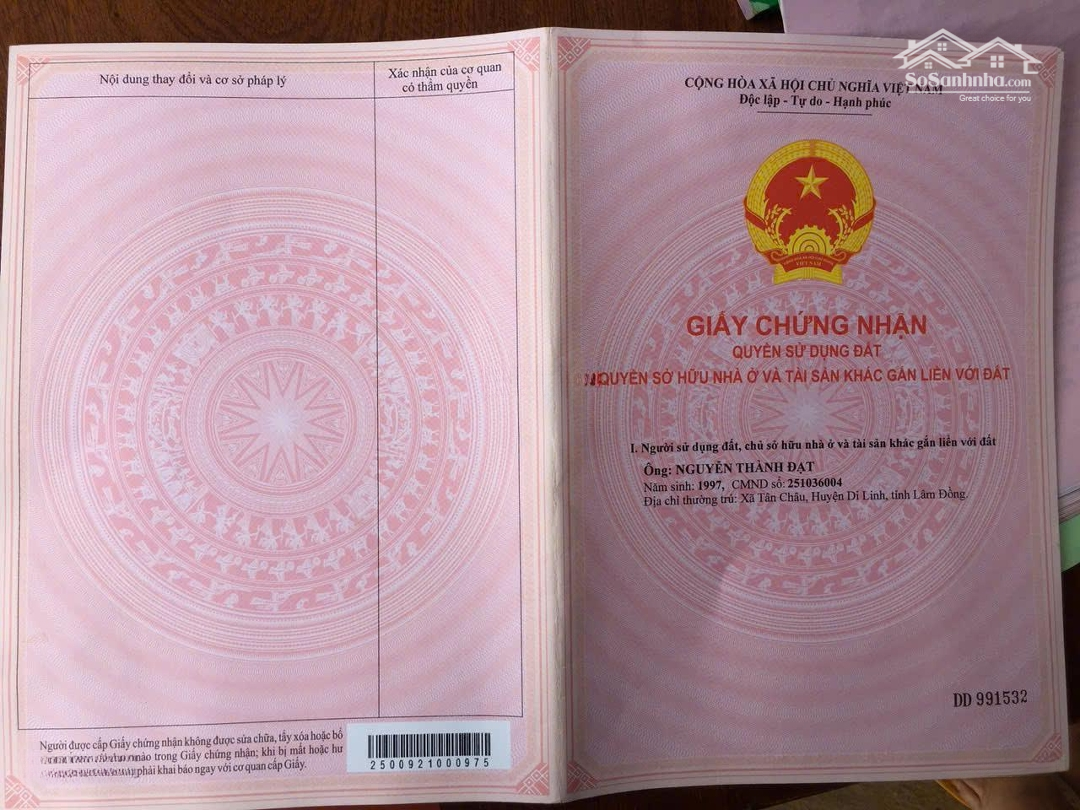 Nội dung thay đổi và cơ sở pháp lý
Xác nhận của cơ quan
có thẩm quyền
Người được cấp Giấy chứng nhận không được sửa chữa, tẩy xóa hoặc bổ
nào trong Giấy chứng nhận; khi bị mất hoặc hư
phải khai báo ngay với cơ quan cấp Giấy.
2500921000975
SoSanhnha.com
Great choice for you
CỘNG HÒA XÃ HỘI CHỦ NGHĨA VIỆT NAM
Độc lập - Tự do - Hạnh phúc
VIỆT NAM
GIẤY CHỨNG NHẬN
QUYỀN SỬ DỤNG ĐẤT
QUYỀN SỞ HỮU NHÀ Ở VÀ TÀI SẢN KHÁC GẮN LIỀN VỚI ĐẤT
I. Người sử dụng đất, chủ sở hữu nhà ở và tài sản khác gắn liền với đất
Ông: NGUYỄN THÀNH ĐẠT
Năm sinh: 1997, CMND số: 251036004
Địa chỉ thường trú: Xã Tân Châu, Huyện Di Linh, tỉnh Lâm Đồng.
DD 991532